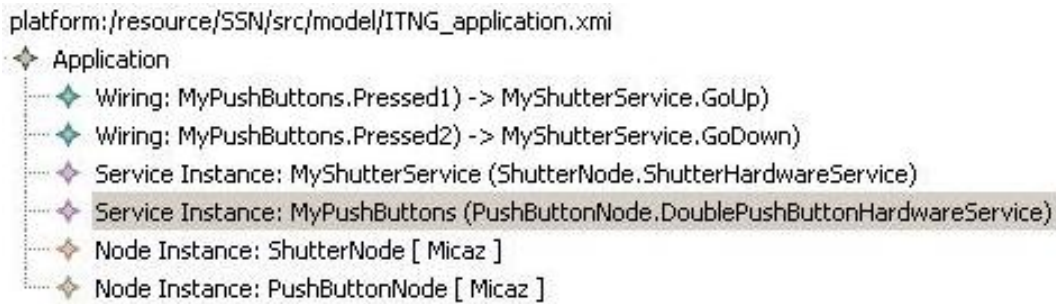 platform:/resource/SSN/src/model/ITNG_application.xmi
Application
Wiring: MyPushButtons.Pressed1) -> MyShutterService.GoUp)
Wiring: MyPushButtons.Pressed2) -> MyShutterService.GoDown)
Service Instance: MyShutterService (ShutterNode.ShutterHardwareService)
Service Instance: MyPushButtons (PushButtonNode.DoublePushButtonHardwareService)
Node Instance: ShutterNode [ Micaz ]
Node Instance: PushButtonNode [ Micaz ]